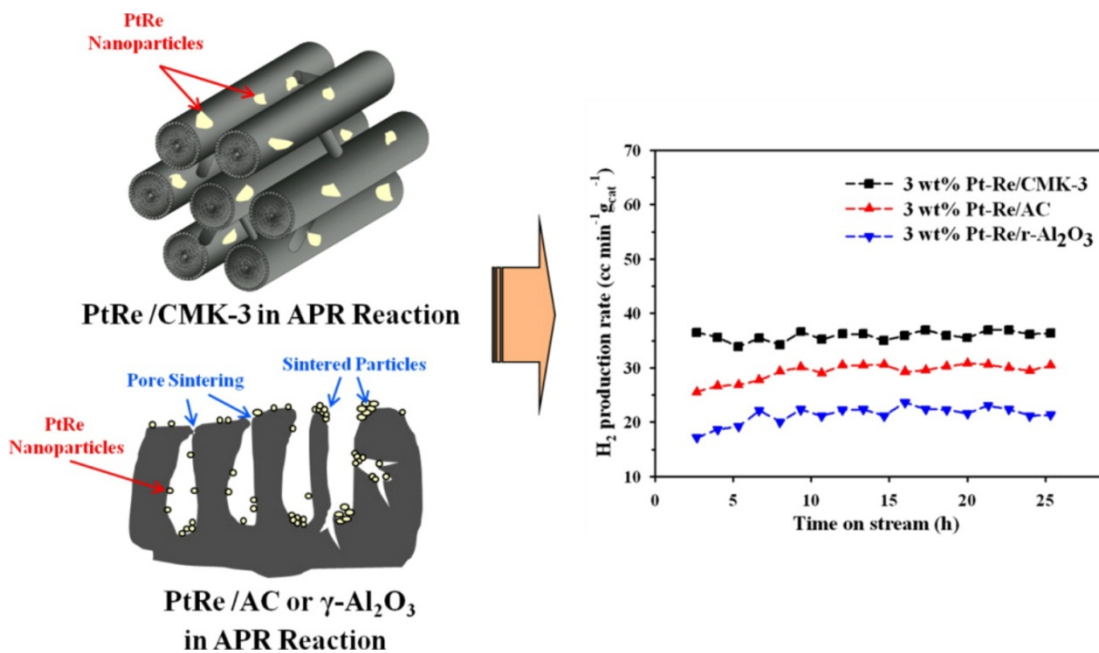 PtRe
Nanoparticles
PtRe /CMK-3 in APR Reaction
Pore Sintering
Sintered Particles
PtRe
Nanoparticles
PtRe /AC or γ-Al₂O₃
in APR Reaction
H₂ production rate (cc min⁻¹g꜀ₐₜ⁻¹)
70
60
50
40
30
20
10
3 wt% Pt-Re/CMK-3
3 wt% Pt-Re/AC
3 wt% Pt-Re/r-Al₂O₃
0 5 10 15 20 25
Time on stream (h)